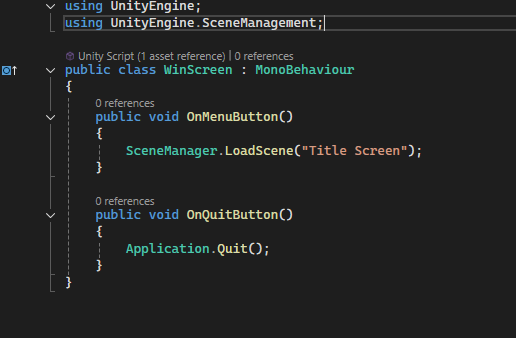 using UnityEngine;
using UnityEngine.SceneManagement;
Unity Script (1 asset reference) | 0 references
public class WinScreen : MonoBehaviour
{
0 references
public void OnMenuButton()
{
SceneManager.LoadScene("Title Screen");
}
0 references
public void OnQuitButton()
{
Application.Quit();
}
}